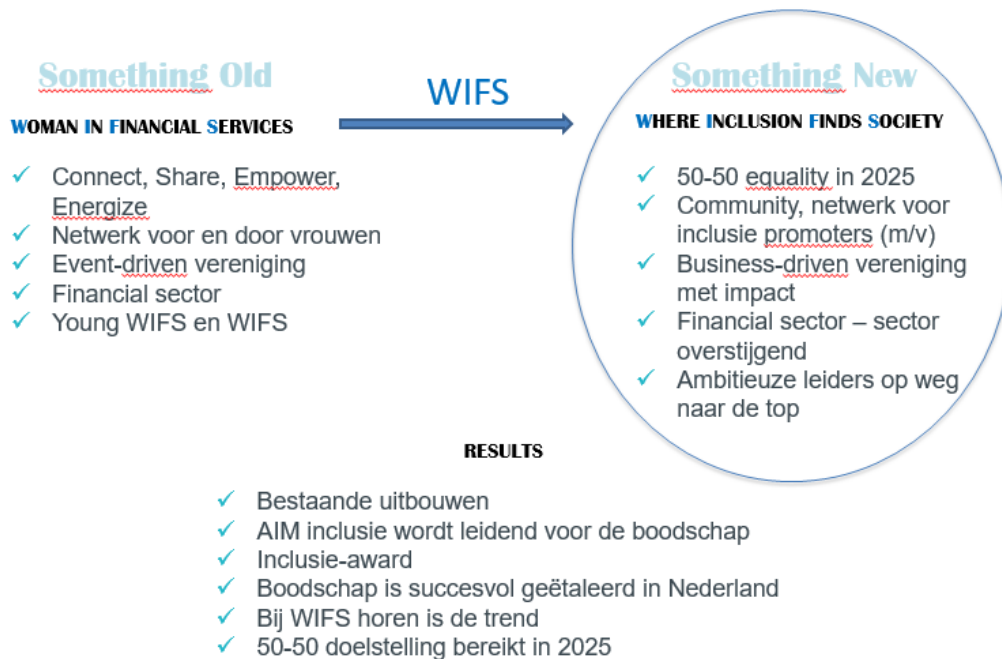 Something Old
WOMAN IN FINANCIAL SERVICES
Connect, Share, Empower,
Energize
Netwerk voor en door vrouwen
Event-driven vereniging
Financial sector
Young WIFS en WIFS
WIFS
Something New
WHERE INCLUSION FINDS SOCIETY
50-50 equality in 2025
Community, netwerk voor
inclusie promoters (m/v)
Business-driven vereniging
met impact
Financial sector – sector
overstijgend
Ambitieuze leiders op weg
naar de top
RESULTS
Bestaande uitbouwen
AIM inclusie wordt leidend voor de boodschap
Inclusie-award
Boodschap is succesvol geëtaleerd in Nederland
Bij WIFS horen is de trend
50-50 doelstelling bereikt in 2025